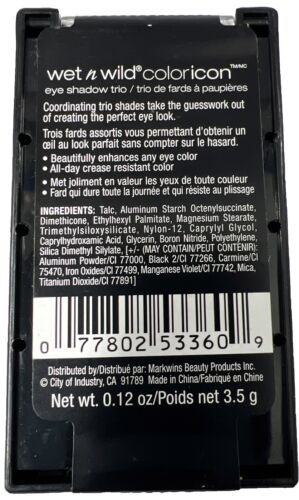 wet n wild® coloricon™/MC
eye shadow trio / trio de fards à paupières
Coordinating trio shades take the guesswork out
of creating the perfect eye look.
Trois fards assortis vous permettant d'obtenir un
œil au look parfait sans compter sur le hasard.
• Beautifully enhances any eye color
• All-day crease resistant color
• Met joliment en valeur les yeux de toute couleur
• Fard qui dure toute la journée et qui résiste au plissage
INGREDIENTS: Talc, Aluminum Starch Octenylsuccinate,
Dimethicone, Ethylhexyl Palmitate, Magnesium Stearate,
Trimethylsiloxysilicate, Nylon-12, Caprylyl Glycol,
Caprylhydroxamic Acid, Glycerin, Boron Nitride, Polyethylene,
Silica Dimethyl Silylate, [+/- (MAY CONTAIN/PEUT CONTENIR):
Aluminum Powder/CI 77000, Black 2/CI 77266, Carmine/CI
75470, Iron Oxides/CI 77499, Manganese Violet/CI 77742, Mica,
Titanium Dioxide/CI 77891]
0 77802 53360 9
Distributed by/Distribué par: Markwins Beauty Products Inc.
© City of Industry, CA 91789 Made in China/Fabriqué en Chine
Net wt. 0.12 oz/Poids net 3.5 g